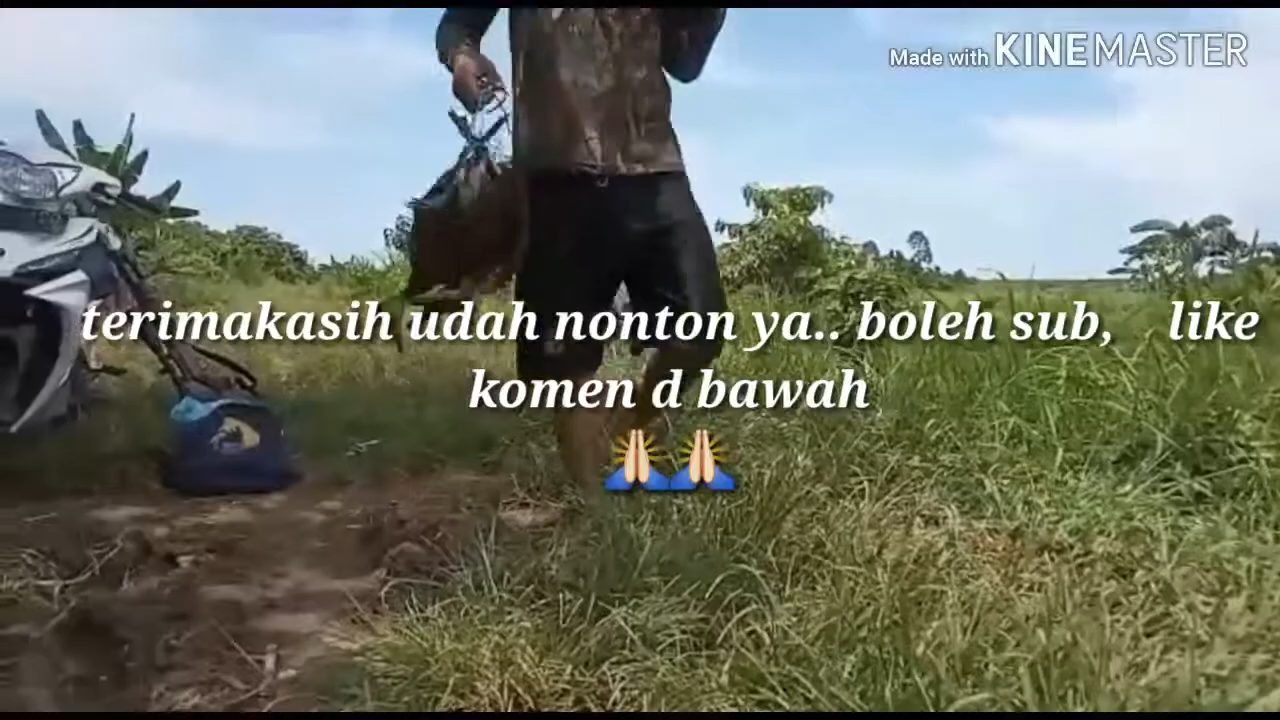 Made with KINEMASTER
terimakasih udah nonton ya.. boleh sub, like
komen d bawah
🙏🙏